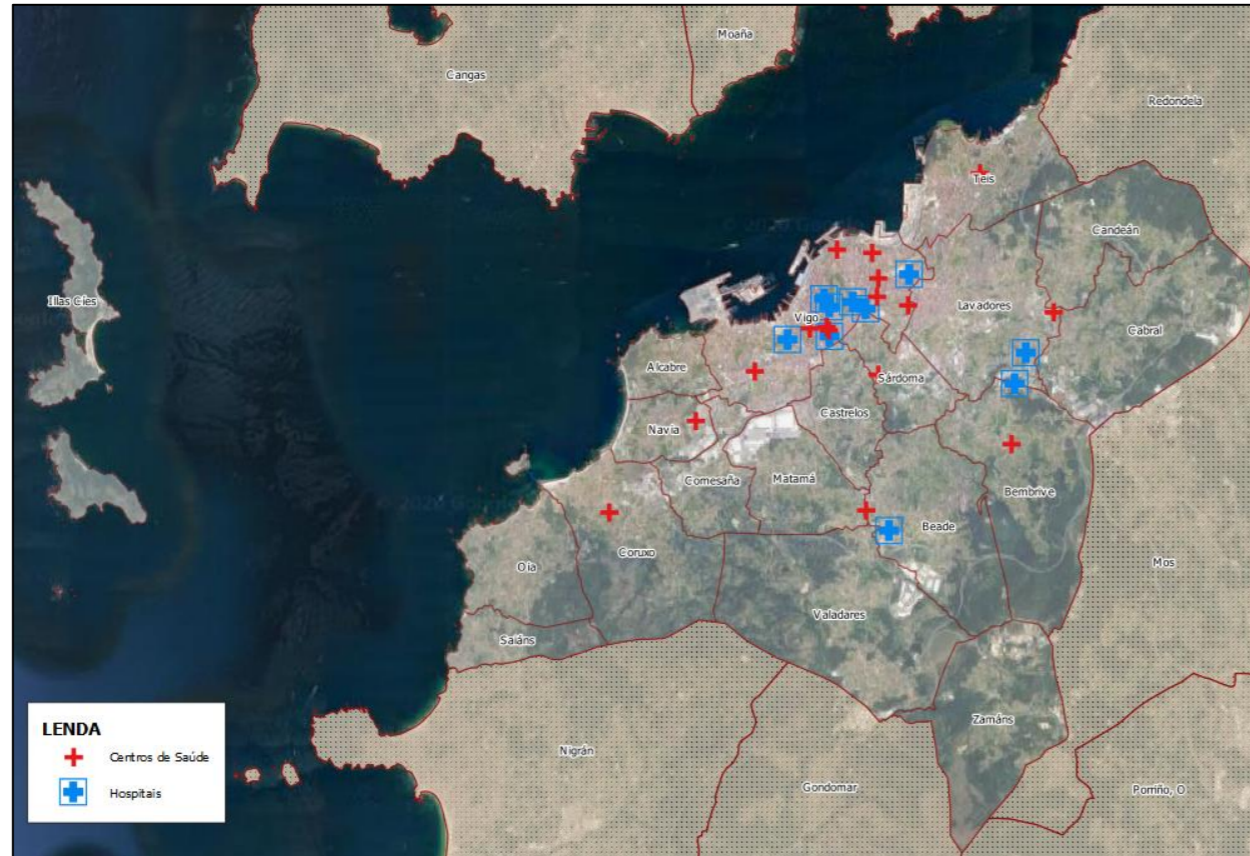 Moaña
Cangas
Redondela
Teis
Candeán
Illas Cíes
Lavadores
Vigo
Cabral
Alcabre
Sárdoma
Castrelos
Navia
Comesaña
Matamá
Bembrive
Beade
Coruxo
Oia
Mos
Valadares
Saiáns
Zamáns
Nigrán
Gondomar
Porriño, O
LENDA
Centros de Saúde
Hospitais